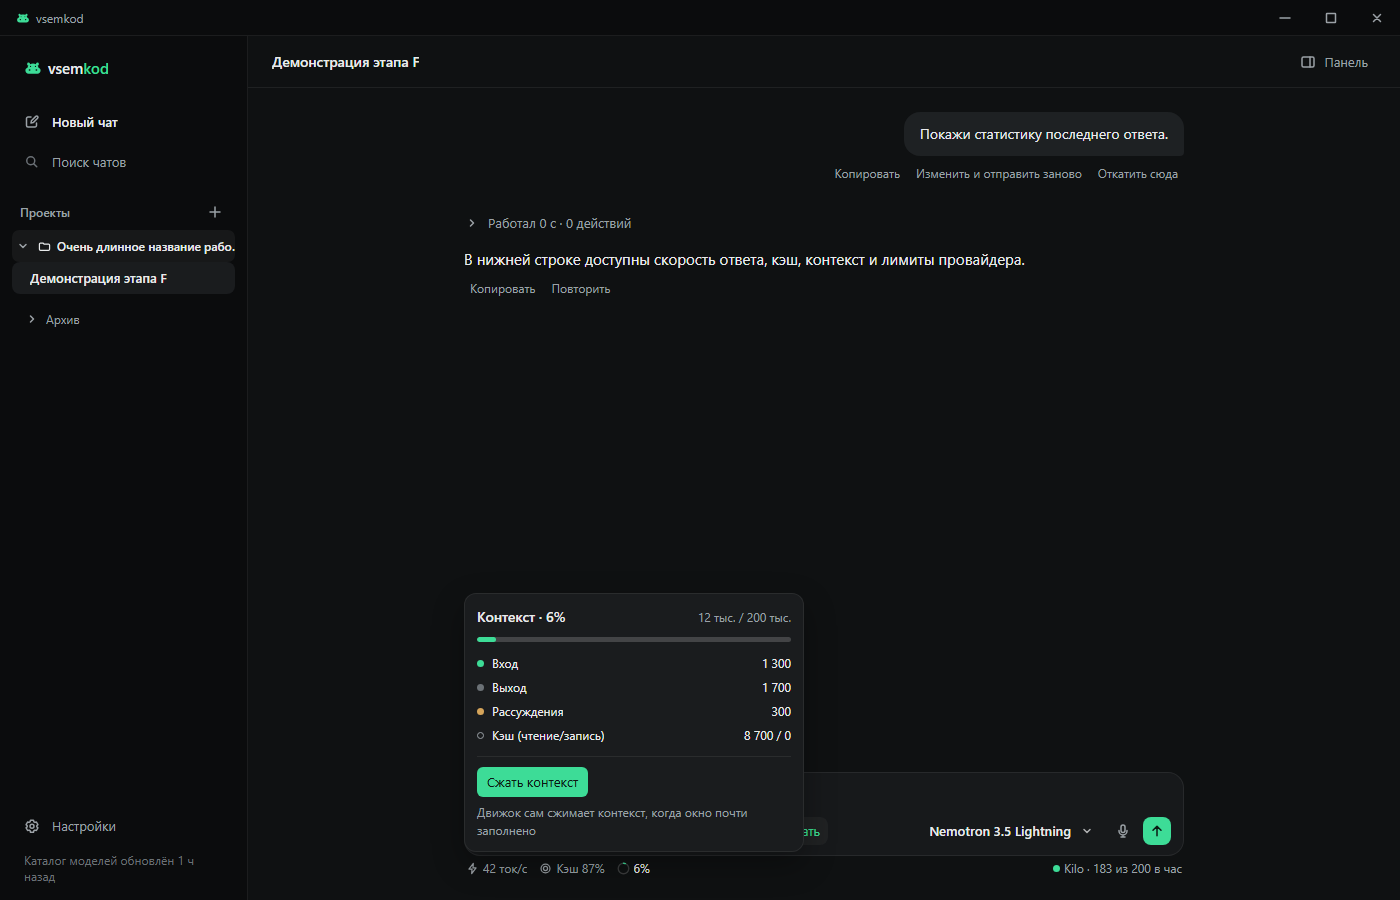 vsemkod
vsemkod
Новый чат
Поиск чатов
Проекты
Очень длинное название рабо.
Демонстрация этапа F
Архив
Настройки
Каталог моделей обновлён 1 ч
назад
Демонстрация этапа F
Панель
Покажи статистику последнего ответа.
Копировать Изменить и отправить заново Откатить сюда
Работал 0 с · 0 действий
В нижней строке доступны скорость ответа, кэш, контекст и лимиты провайдера.
Копировать Повторить
Контекст · 6% 12 тыс. / 200 тыс.
Вход 1 300
Выход 1 700
Рассуждения 300
Кэш (чтение/запись) 8 700 / 0
Сжать контекст
Движок сам сжимает контекст, когда окно почти
заполнено
ать
Nemotron 3.5 Lightning
42 ток/с Кэш 87% 6%
Kilo · 183 из 200 в час